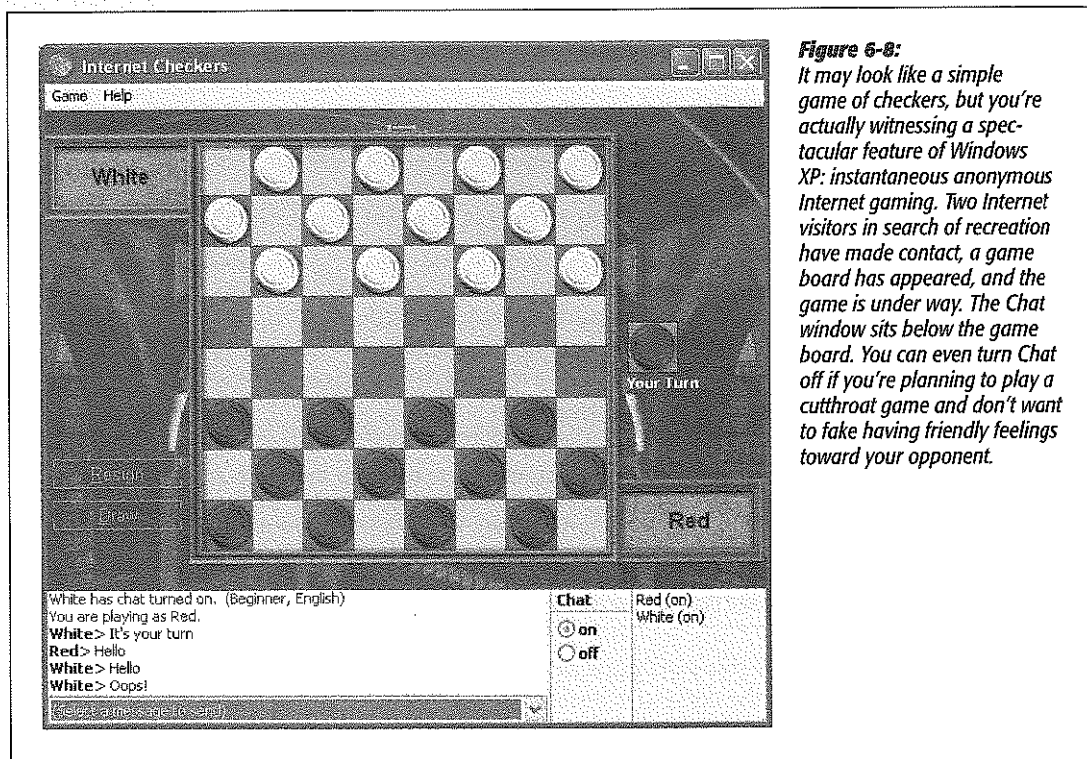 Internet Checkers
Game Help
White
Your Turn
Resign
Draw
Red
White has chat turned on. (Beginner, English)
You are playing as Red.
White> It's your turn
Red> Hello
White> Hello
White> Oops!
Select a message to send
Chat
on
off
Red (on)
White (on)
Figure 6-8:
It may look like a simple
game of checkers, but you're
actually witnessing a spec-
tacular feature of Windows
XP: instantaneous anonymous
Internet gaming. Two Internet
visitors in search of recreation
have made contact, a game
board has appeared, and the
game is under way. The Chat
window sits below the game
board. You can even turn Chat
off if you're planning to play a
cutthroat game and don't want
to fake having friendly feelings
toward your opponent.